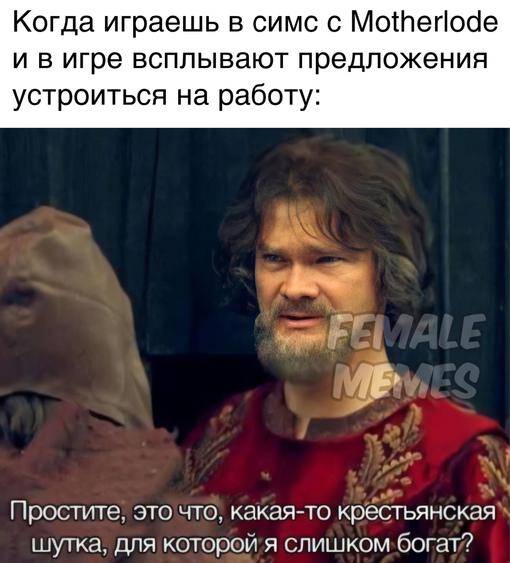 Когда играешь в симс с Motherlode
и в игре всплывают предложения
устроиться на работу:
FEMALE
MEMES
Простите, это что, какая-то крестьянская
шутка, для которой я слишком богат?